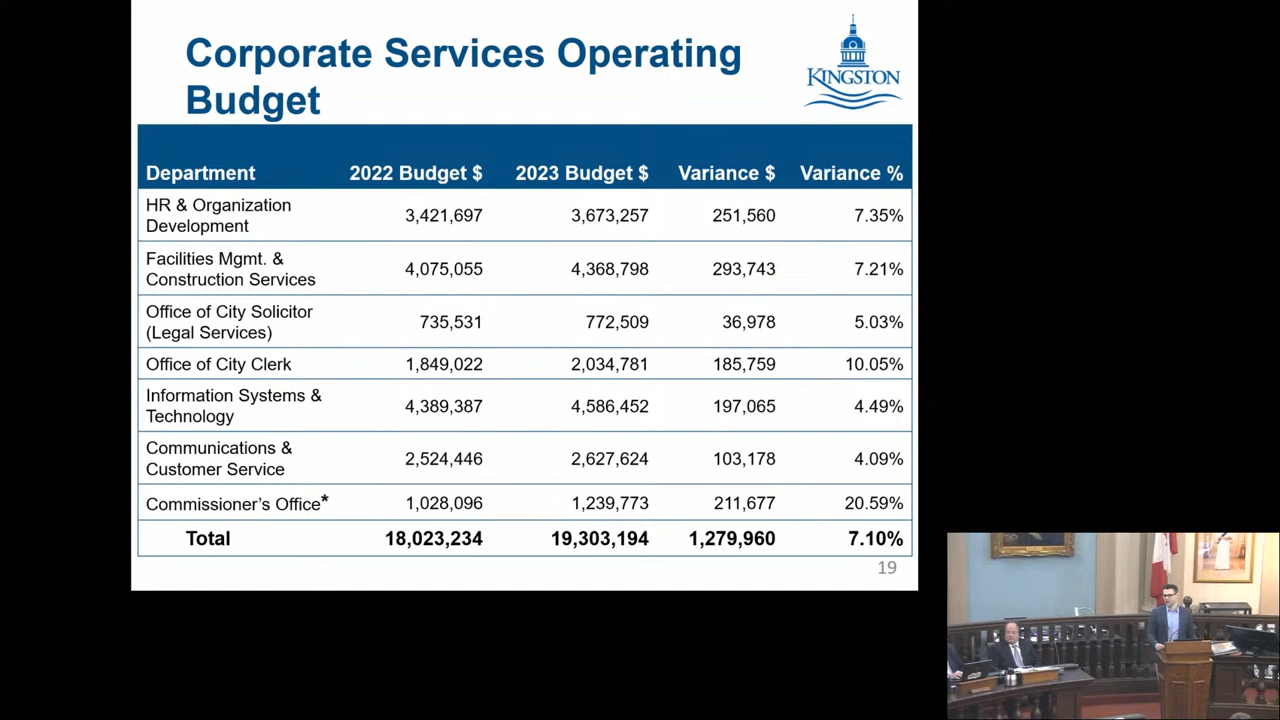 Corporate Services Operating
Budget
KINGSTON
Department 2022 Budget $ 2023 Budget $ Variance $ Variance %
HR & Organization
Development 3,421,697 3,673,257 251,560 7.35%
Facilities Mgmt. &
Construction Services 4,075,055 4,368,798 293,743 7.21%
Office of City Solicitor
(Legal Services) 735,531 772,509 36,978 5.03%
Office of City Clerk 1,849,022 2,034,781 185,759 10.05%
Information Systems &
Technology 4,389,387 4,586,452 197,065 4.49%
Communications &
Customer Service 2,524,446 2,627,624 103,178 4.09%
Commissioner’s Office* 1,028,096 1,239,773 211,677 20.59%
Total 18,023,234 19,303,194 1,279,960 7.10%
19